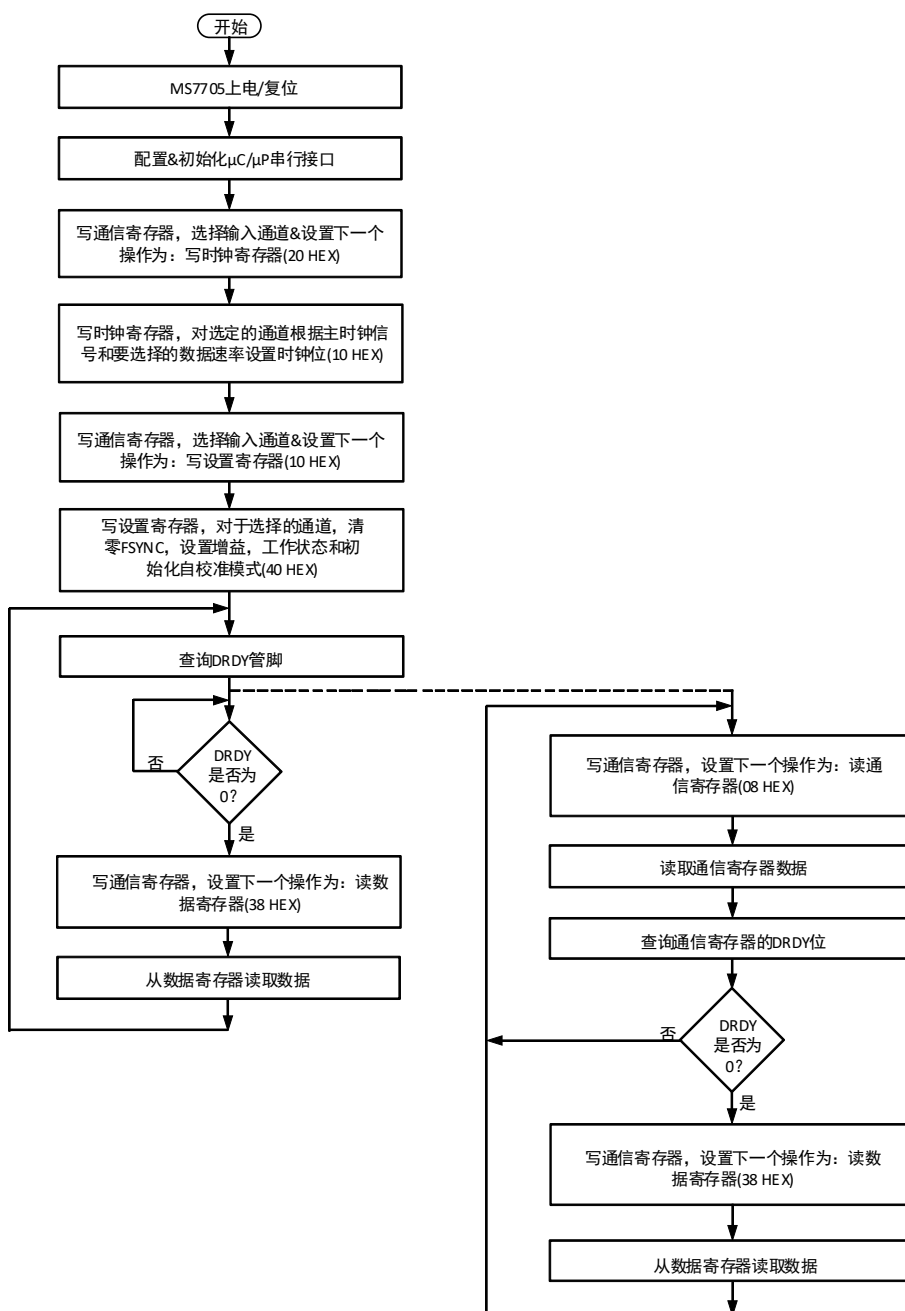 开始
MS7705上电/复位
配置&初始化μC/μP串行接口
写通信寄存器，选择输入通道&设置下一个
操作为：写时钟寄存器(20 HEX)
写时钟寄存器，对选定的通道根据主时钟信
号和要选择的数据速率设置时钟位(10 HEX)
写通信寄存器，选择输入通道&设置下一个
操作为：写设置寄存器(10 HEX)
写设置寄存器，对于选择的通道，清
零FSYNC，设置增益，工作状态和初
始化自校准模式(40 HEX)
查询DRDY管脚
DRDY
是否为
0？
否
是
写通信寄存器，设置下一个操作为：读数
据寄存器(38 HEX)
从数据寄存器读取数据
写通信寄存器，设置下一个操作为：读通
信寄存器(08 HEX)
读取通信寄存器数据
查询通信寄存器的DRDY位
DRDY
是否为
0？
否
是
写通信寄存器，设置下一个操作为：读数
据寄存器(38 HEX)
从数据寄存器读取数据